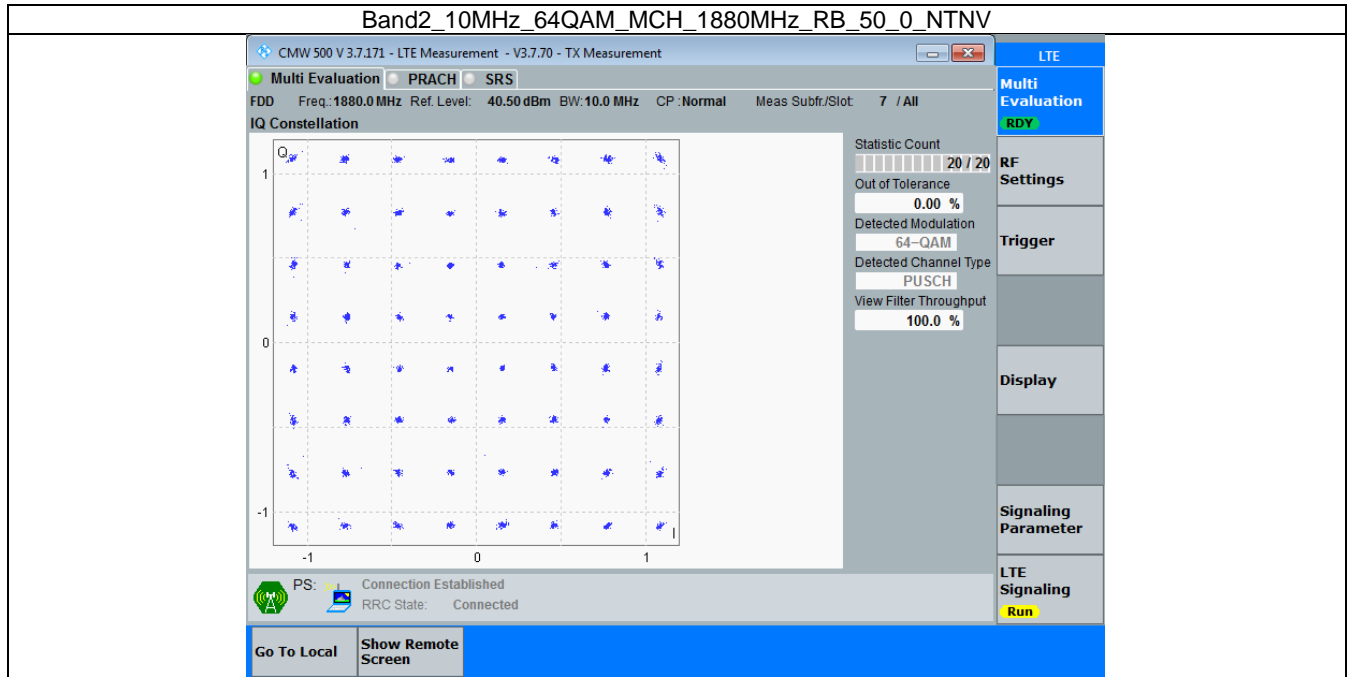 Band2_10MHz_64QAM_MCH_1880MHz_RB_50_0_NTNV
CMW 500 V 3.7.171 - LTE Measurement - V3.7.70 - TX Measurement
LTE
Multi Evaluation PRACH SRS
Multi
Evaluation
RDY
FDD Freq.:1880.0 MHz Ref. Level: 40.50 dBm BW:10.0 MHz CP :Normal Meas Subfr./Slot: 7 / All
IQ Constellation
Q
1
0
-1
-1 0 1
I
Statistic Count
20 / 20
Out of Tolerance
0.00 %
Detected Modulation
64-QAM
Detected Channel Type
PUSCH
View Filter Throughput
100.0 %
RF
Settings
Trigger
Display
Signaling
Parameter
LTE
Signaling
Run
PS: Connection Established
RRC State: Connected
Go To Local
Show Remote
Screen